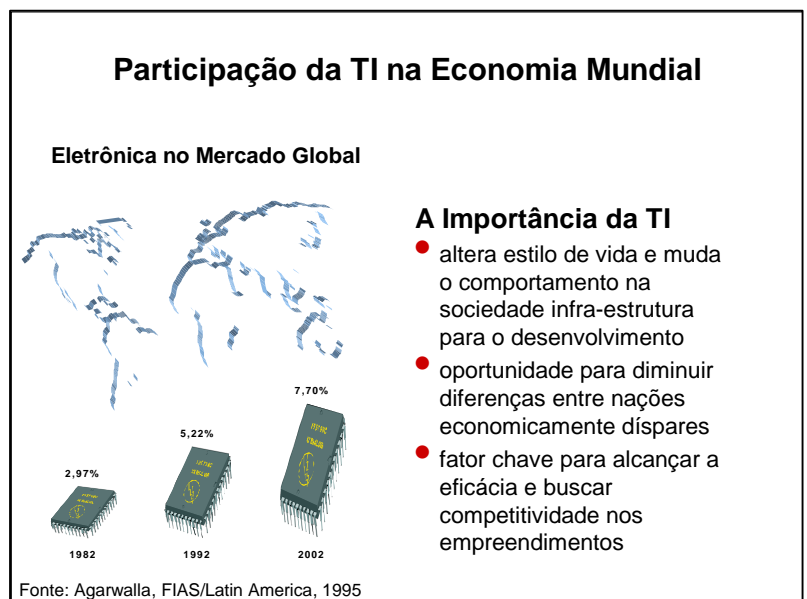 Participação da TI na Economia Mundial
Eletrônica no Mercado Global
2,97%
5,22%
7,70%
1982
1992
2002
A Importância da TI
altera estilo de vida e muda
o comportamento na
sociedade infra-estrutura
para o desenvolvimento
oportunidade para diminuir
diferenças entre nações
economicamente díspares
fator chave para alcançar a
eficácia e buscar
competitividade nos
empreendimentos
Fonte: Agarwalla, FIAS/Latin America, 1995